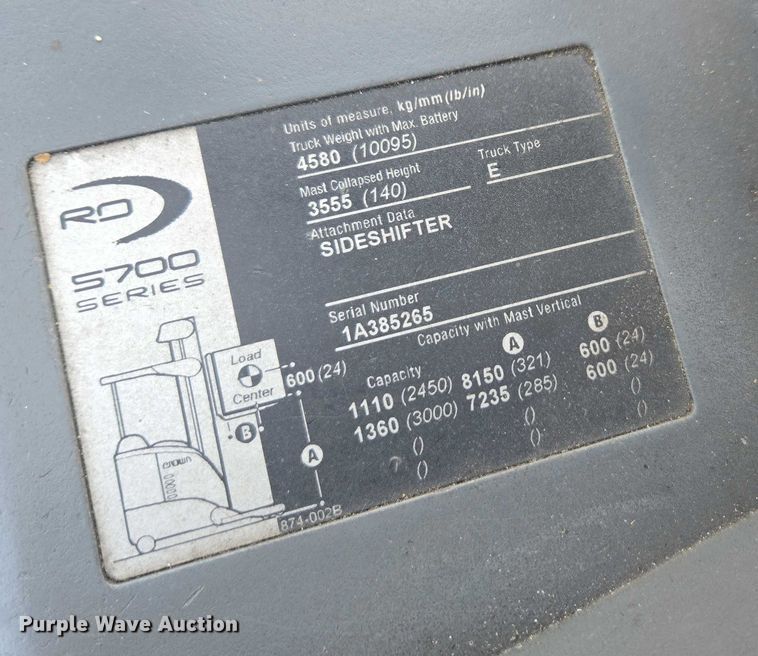 Units of measure, kg/mm (lb/in)
Truck Weight with Max. Battery
4580 (10095)
Mast Collapsed Height
3555 (140)
Truck Type
E
Attachment Data
SIDESHIFTER
Serial Number
1A385265
Capacity with Mast Vertical
Capacity A B
1110 (2450) 8150 (321) 600 (24)
1360 (3000) 7235 (285) 600 (24)
() () ()
() () ()
RD
5700
SERIES
Load
Center
600 (24)
B
A
CROWN
874-002B
Purple Wave Auction